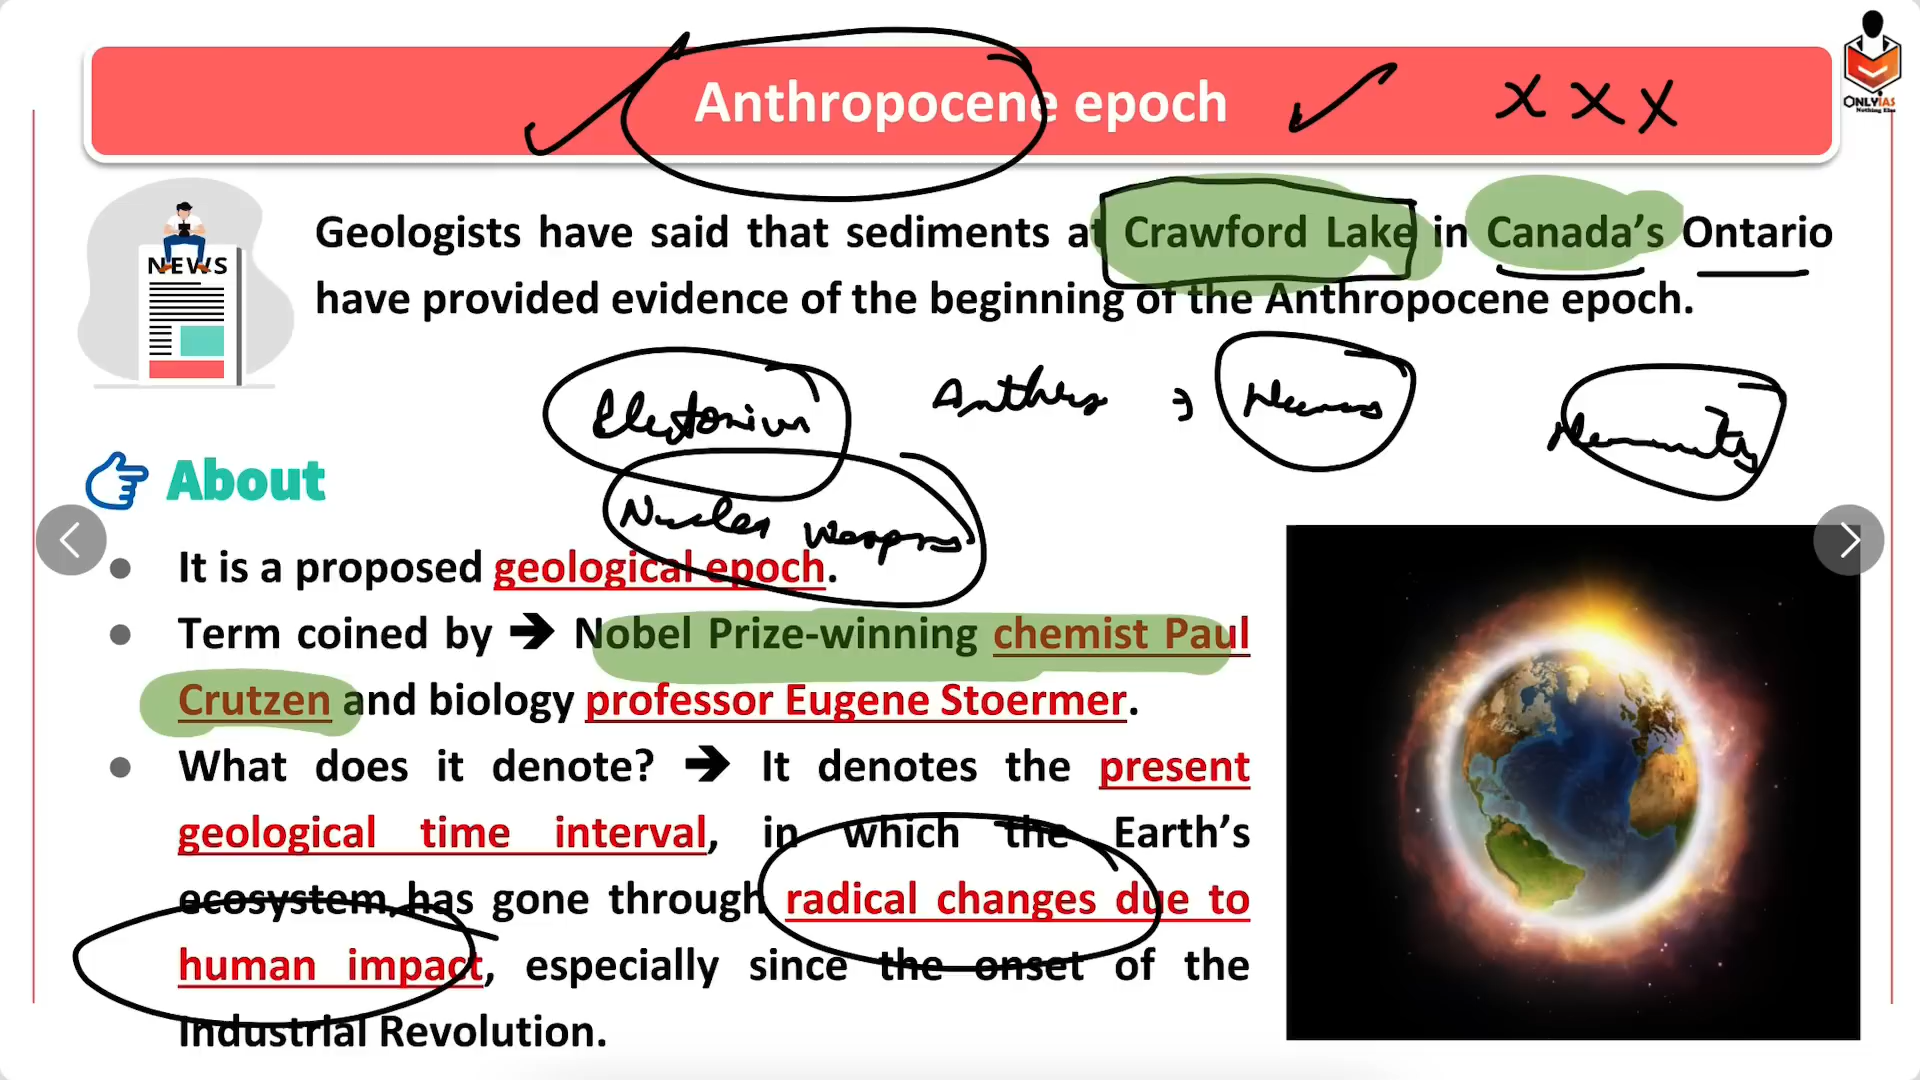 Anthropocene epoch
x x x
ONLYIAS
Nothing Else
NEWS
Geologists have said that sediments at Crawford Lake in Canada's Ontario
have provided evidence of the beginning of the Anthropocene epoch.
Nuclear weapons
About
It is a proposed geological epoch.
Term coined by ➔ Nobel Prize-winning chemist Paul
Crutzen and biology professor Eugene Stoermer.
What does it denote? ➔ It denotes the present
geological time interval, in which the Earth's
ecosystem has gone through radical changes due to
human impact, especially since the onset of the
Industrial Revolution.